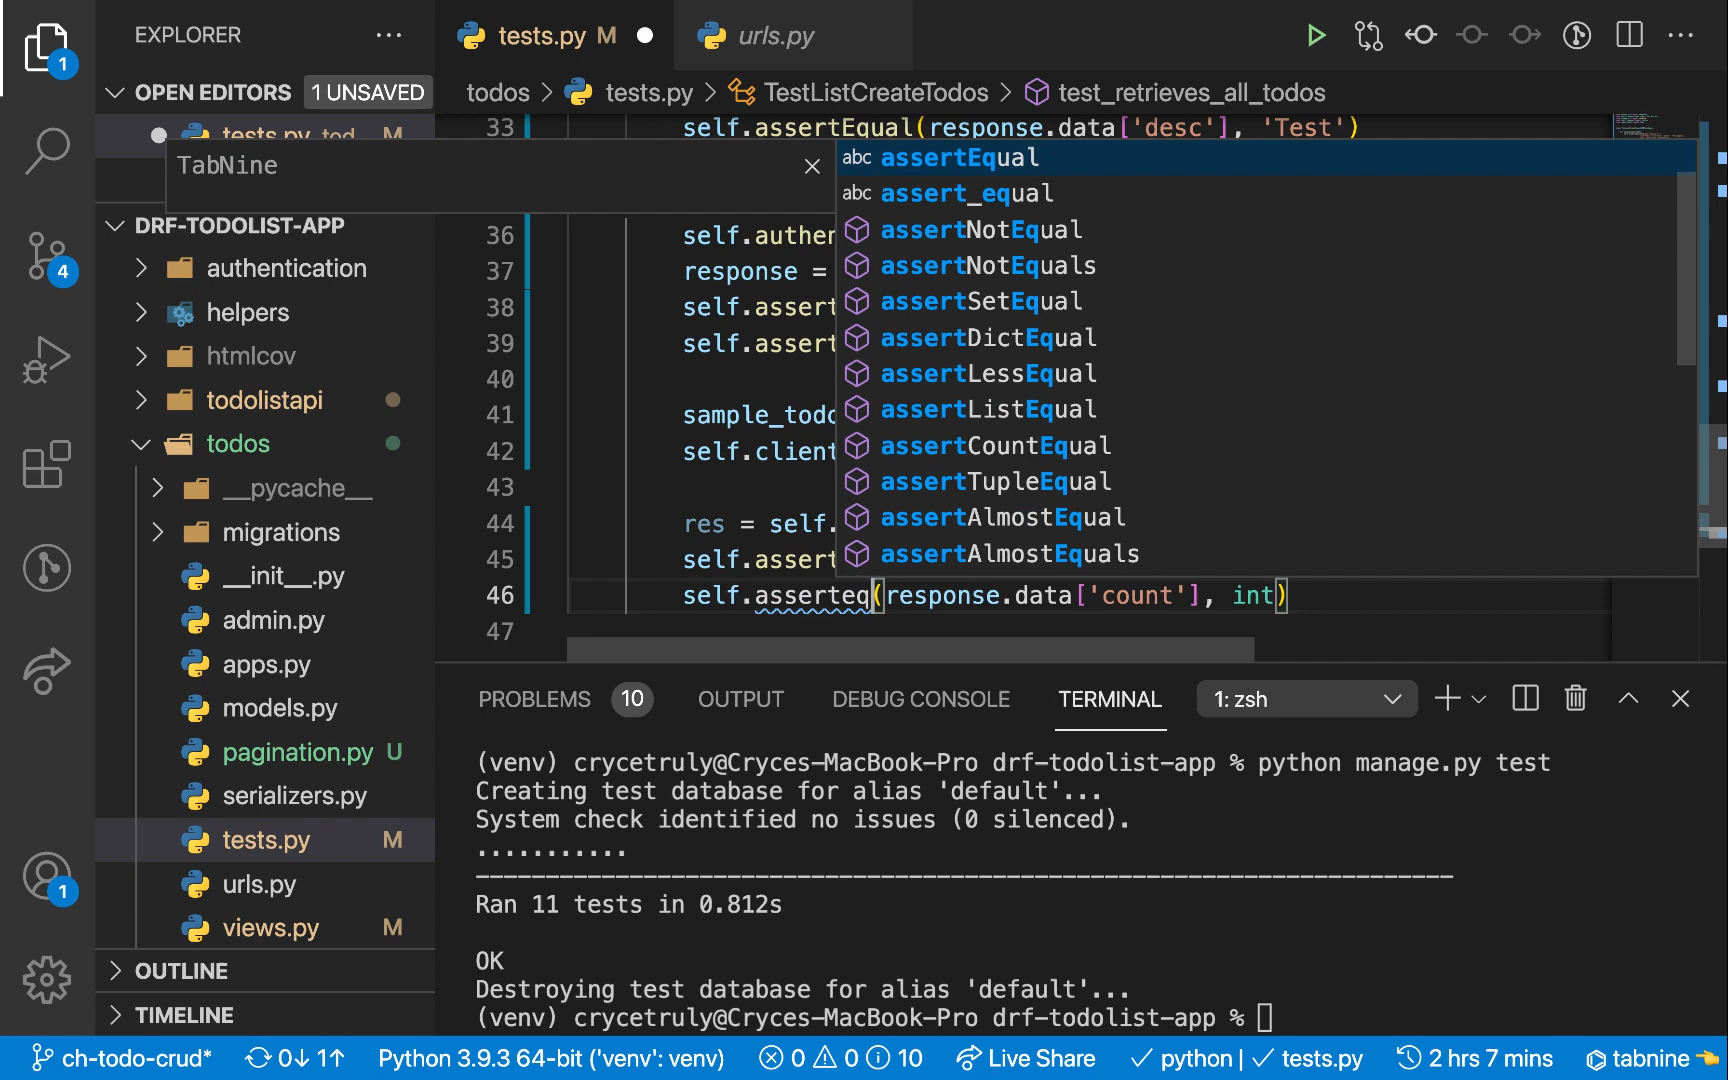 EXPLORER
tests.py M
urls.py
OPEN EDITORS 1 UNSAVED
todos > tests.py > TestListCreateTodos > test_retrieves_all_todos
tests.py tod M
TabNine
DRF-TODOLIST-APP
authentication
helpers
htmlcov
todolistapi
todos
__pycache__
migrations
__init__.py
admin.py
apps.py
models.py
pagination.py U
serializers.py
tests.py M
urls.py
views.py M
OUTLINE
TIMELINE
1
4
1
33 self.assertEqual(response.data['desc'], 'Test')
36 self.authen
37 response =
38 self.assert
39 self.assert
40
41 sample_todo
42 self.client
43
44 res = self.
45 self.assert
46 self.asserteq(response.data['count'], int)
47
abc assertEqual
abc assert_equal
assertNotEqual
assertNotEquals
assertSetEqual
assertDictEqual
assertLessEqual
assertListEqual
assertCountEqual
assertTupleEqual
assertAlmostEqual
assertAlmostEquals
PROBLEMS 10 OUTPUT DEBUG CONSOLE TERMINAL 1: zsh
(venv) crycetruly@Cryces-MacBook-Pro drf-todolist-app % python manage.py test
Creating test database for alias 'default'...
System check identified no issues (0 silenced).
...........
----------------------------------------------------------------------
Ran 11 tests in 0.812s
OK
Destroying test database for alias 'default'...
(venv) crycetruly@Cryces-MacBook-Pro drf-todolist-app %
ch-todo-crud* 0↓ 1↑ Python 3.9.3 64-bit ('venv': venv) 0 0 10 Live Share ✓ python | ✓ tests.py 2 hrs 7 mins tabnine 👈